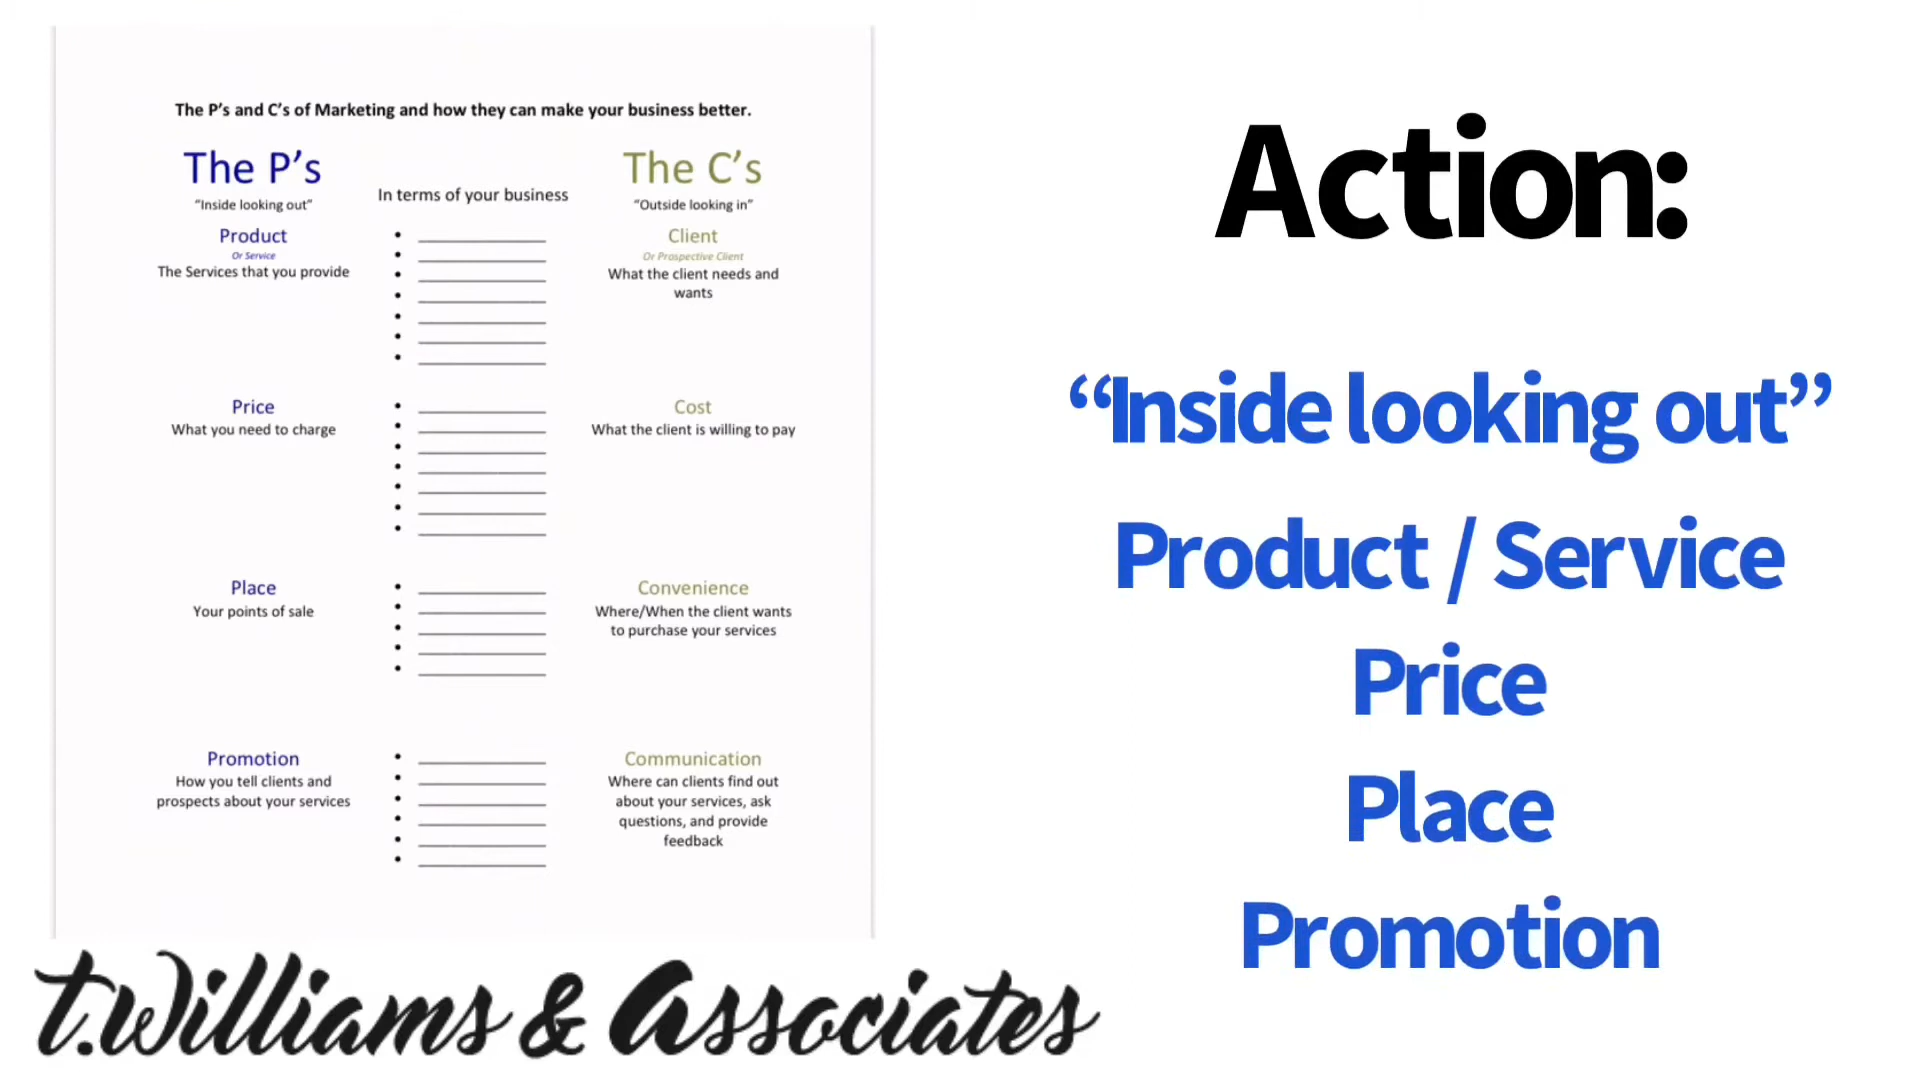 The P's and C's of Marketing and how they can make your business better.
The P's
"Inside looking out"
In terms of your business
The C's
"Outside looking in"
Product
Or Service
The Services that you provide
Client
Or Prospective Client
What the client needs and
wants
Price
What you need to charge
Cost
What the client is willing to pay
Place
Your points of sale
Convenience
Where/When the client wants
to purchase your services
Promotion
How you tell clients and
prospects about your services
Communication
Where can clients find out
about your services, ask
questions, and provide
feedback
t.Williams & Associates
Action:
“Inside looking out”
Product / Service
Price
Place
Promotion